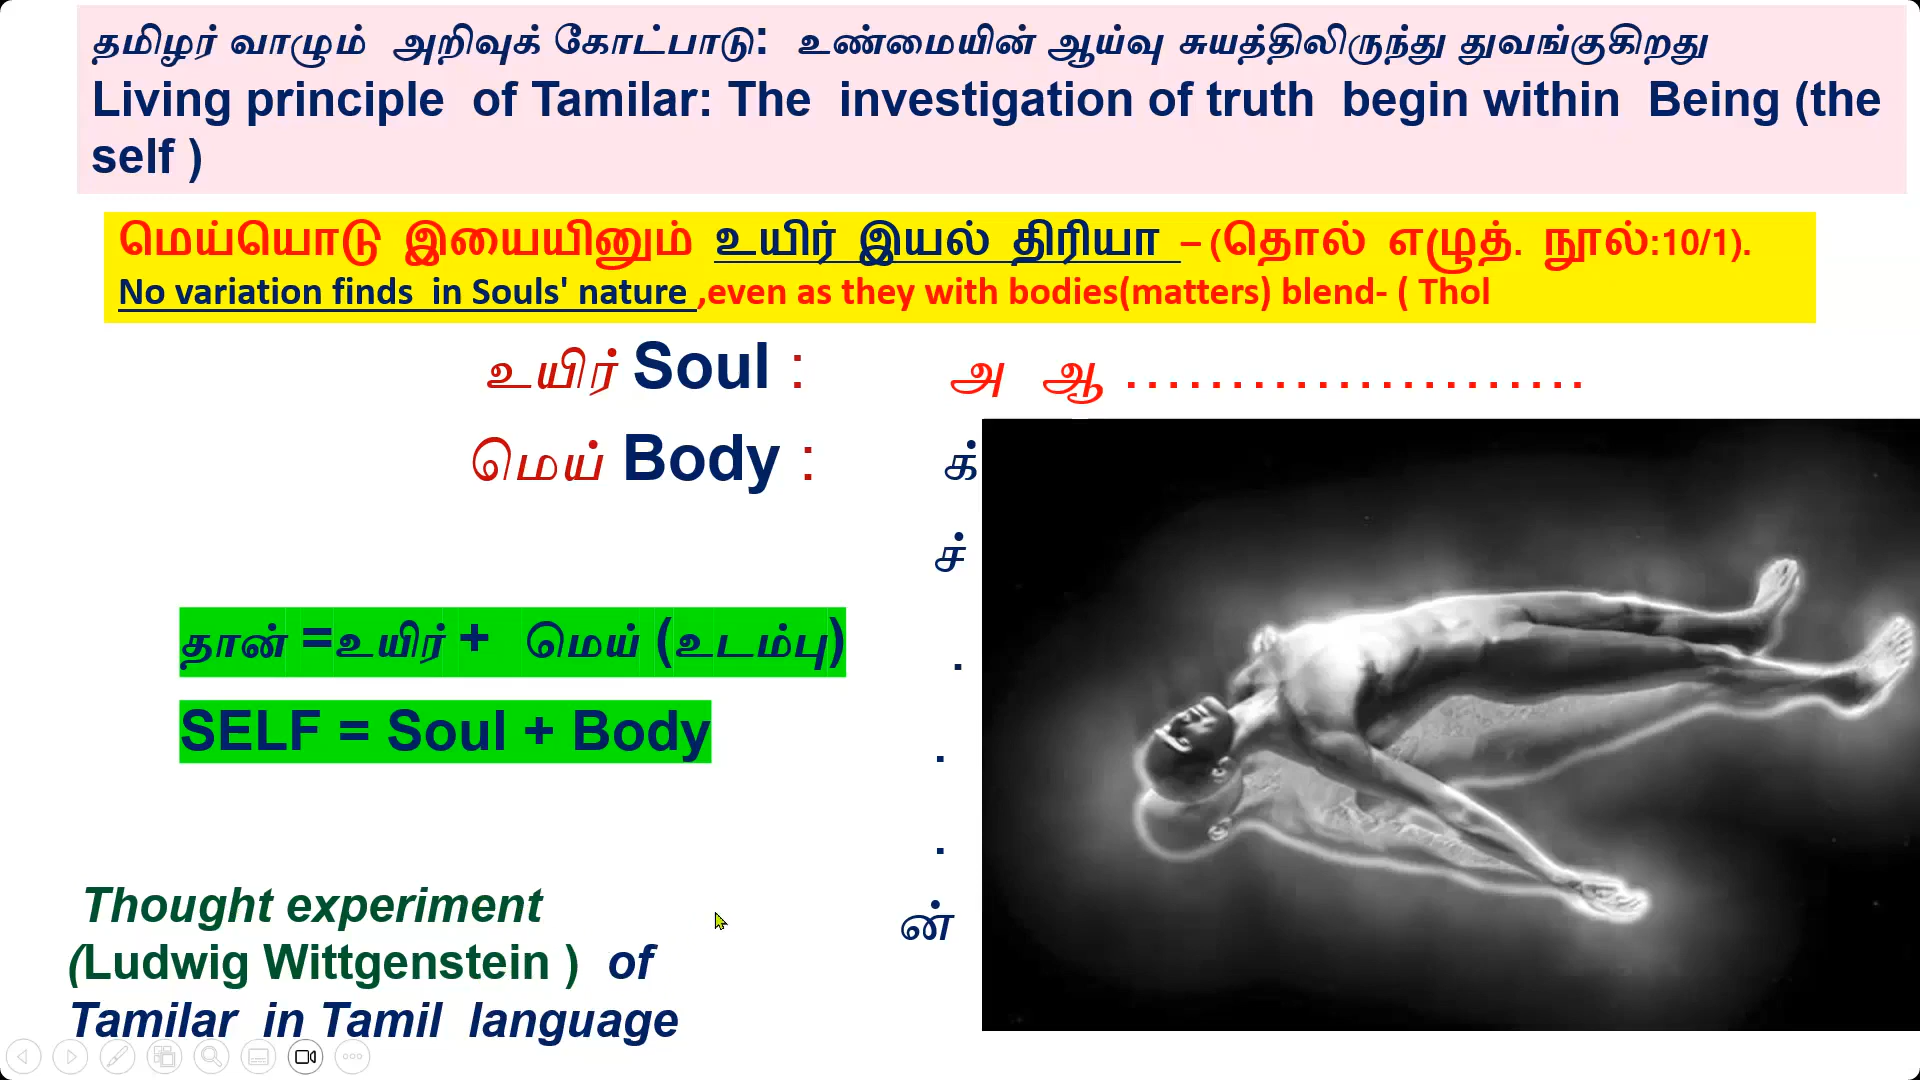 தமிழர் வாழும் அறிவுக் கோட்பாடு: உண்மையின் ஆய்வு சுயத்திலிருந்து துவங்குகிறது
Living principle of Tamilar: The investigation of truth begin within Being (the
self )
மெய்யொடு இயையினும் உயிர் இயல் திரியா – (தொல் எழுத். நூல்:10/1).
No variation finds in Souls' nature ,even as they with bodies(matters) blend- ( Thol
உயிர் Soul : அ ஆ ......................
மெய் Body : க்
ச்
தான் =உயிர் + மெய் (உடம்பு) .
SELF = Soul + Body .
.
Thought experiment
(Ludwig Wittgenstein ) of ன்
Tamilar in Tamil language